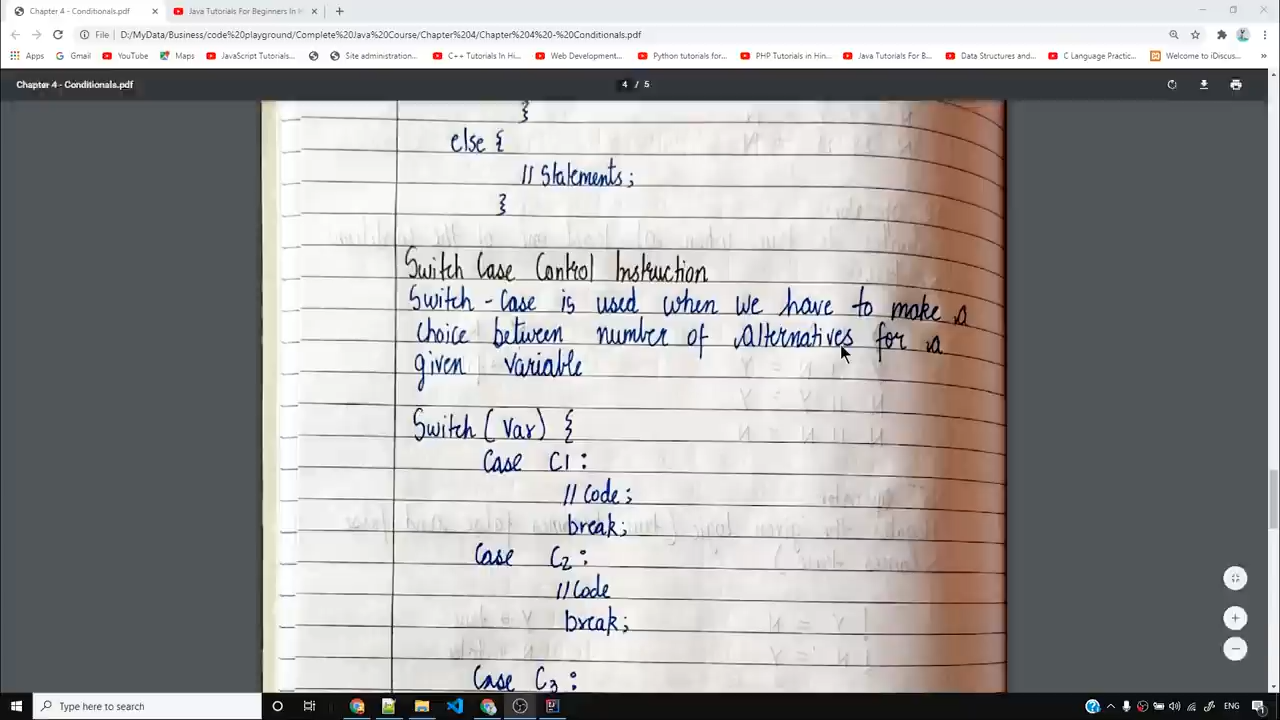 Chapter 4 - Conditionals.pdf
Java Tutorials For Beginners In H
File
D:/MyData/Business/code%20playground/Complete%20Java%20Course/Chapter%204/Chapter%204%20-%20Conditionals.pdf
Apps
Gmail
YouTube
Maps
JavaScript Tutorials...
Site administration...
C++ Tutorials In Hi...
Web Development...
Python tutorials for...
PHP Tutorials in Hin...
Java Tutorials For B...
Data Structures and...
C Language Practic...
Welcome to iDiscus...
Chapter 4 - Conditionals.pdf
4 / 5
}
else {
// Statements;
}
Switch Case Control Instruction
Switch - Case is used when we have to make a
choice between number of alternatives for a
given variable
Switch ( Var) {
Case C1 :
// Code ;
break;
Case C2 :
// Code
break;
Case C3 :
Type here to search
ENG